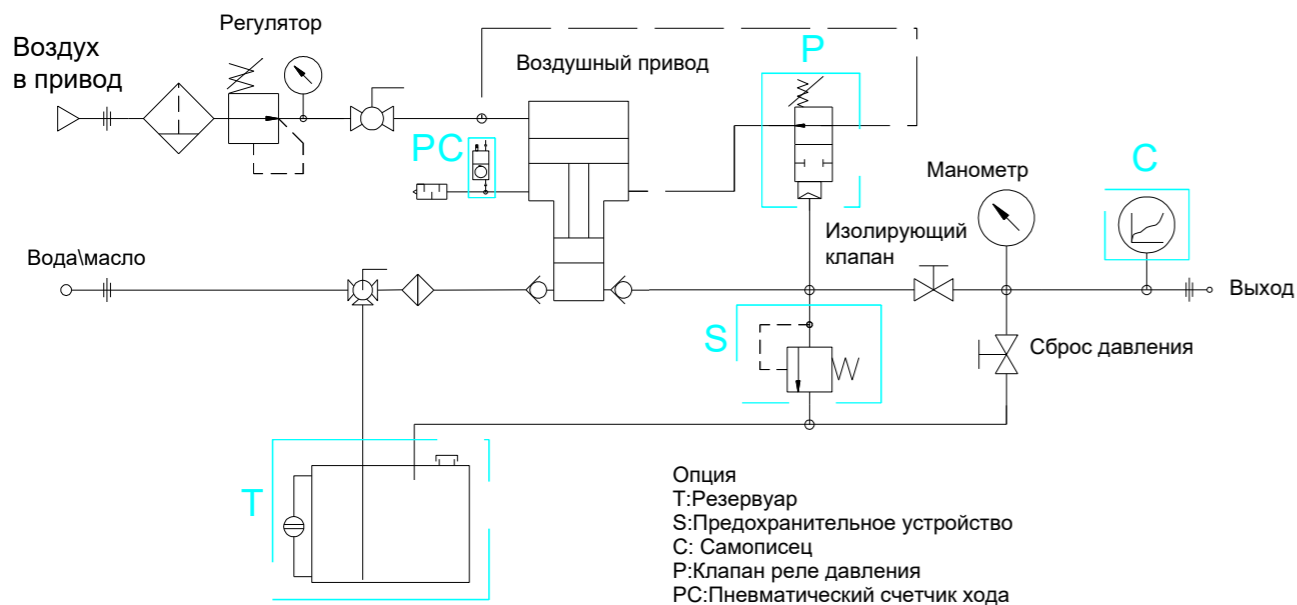 Регулятор
Воздух
в привод
Воздушный привод
P
PC
C
Манометр
Изолирующий
клапан
Вода\масло
Выход
S
Сброс давления
T
Опция
T:Резервуар
S:Предохранительное устройство
C: Самописец
P:Клапан реле давления
PC:Пневматический счетчик хода